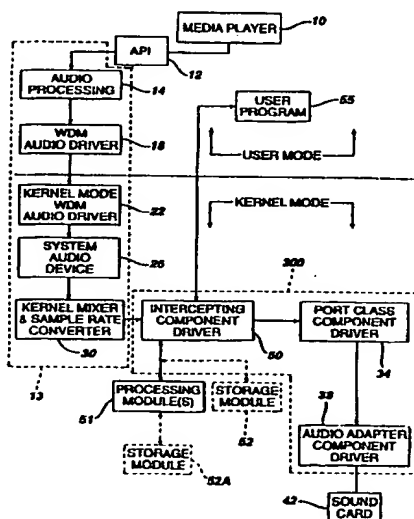 MEDIA PLAYER
10
API
12
AUDIO
PROCESSING
14
USER
PROGRAM
55
WDM
AUDIO DRIVER
18
USER MODE
KERNEL MODE
WDM
AUDIO DRIVER
22
KERNEL MODE
SYSTEM
AUDIO
DEVICE
26
300
KERNEL MIXER
& SAMPLE RATE
CONVERTER
30
INTERCEPTING
COMPONENT
DRIVER
50
PORT CLASS
COMPONENT
DRIVER
34
13
PROCESSING
MODULE(S)
51
STORAGE
MODULE
52
STORAGE
MODULE
52A
AUDIO ADAPTER
COMPONENT
DRIVER
38
SOUND
CARD
42